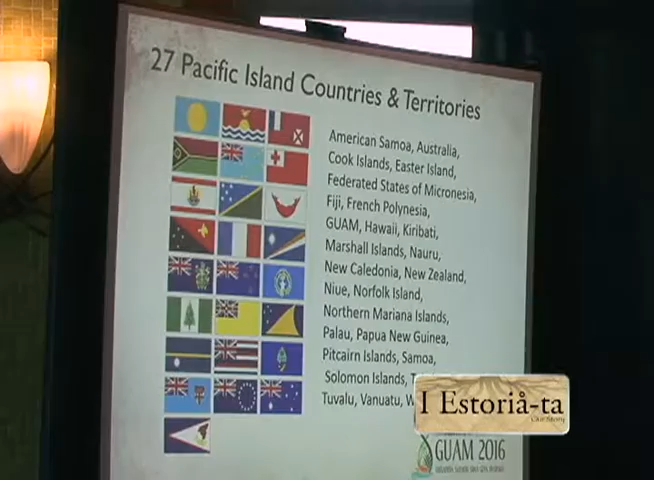 27 Pacific Island Countries & Territories
American Samoa, Australia,
Cook Islands, Easter Island,
Federated States of Micronesia,
Fiji, French Polynesia,
GUAM, Hawaii, Kiribati,
Marshall Islands, Nauru,
New Caledonia, New Zealand,
Niue, Norfolk Island,
Northern Mariana Islands,
Palau, Papua New Guinea,
Pitcairn Islands, Samoa,
Solomon Islands,
Tuvalu, Vanuatu,
I Estoriå-ta
Our Story
GUAM 2016